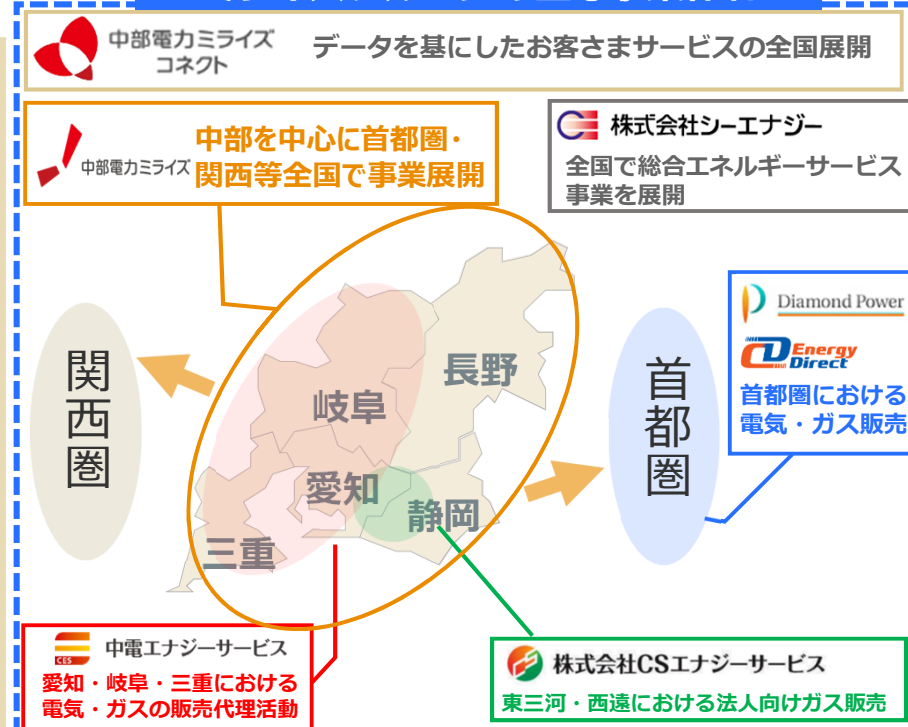 中部電力ミライズ
コネクト
データを基にしたお客さまサービスの全国展開
中部電力ミライズ
中部を中心に首都圏・
関西等全国で事業展開
株式会社シーエナジー
全国で総合エネルギーサービス
事業を展開
Diamond Power
CD Energy
Direct
首都圏における
電気・ガス販売
関西圏
首都圏
長野
岐阜
愛知
静岡
三重
CES
中電エナジーサービス
愛知・岐阜・三重における
電気・ガスの販売代理活動
株式会社CSエナジーサービス
東三河・西遠における法人向けガス販売